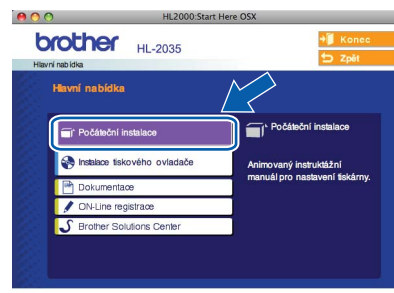 HL2000:Start Here OSX
brother HL-2035
Konec
Zpět
Hlavní nabídka
Hlavní nabídka
Počáteční instalace
Instalace tiskového ovladače
Dokumentace
ON-Line registrace
Brother Solutions Center
Počáteční instalace
Animovaný instruktážní
manuál pro nastavení tiskárny.